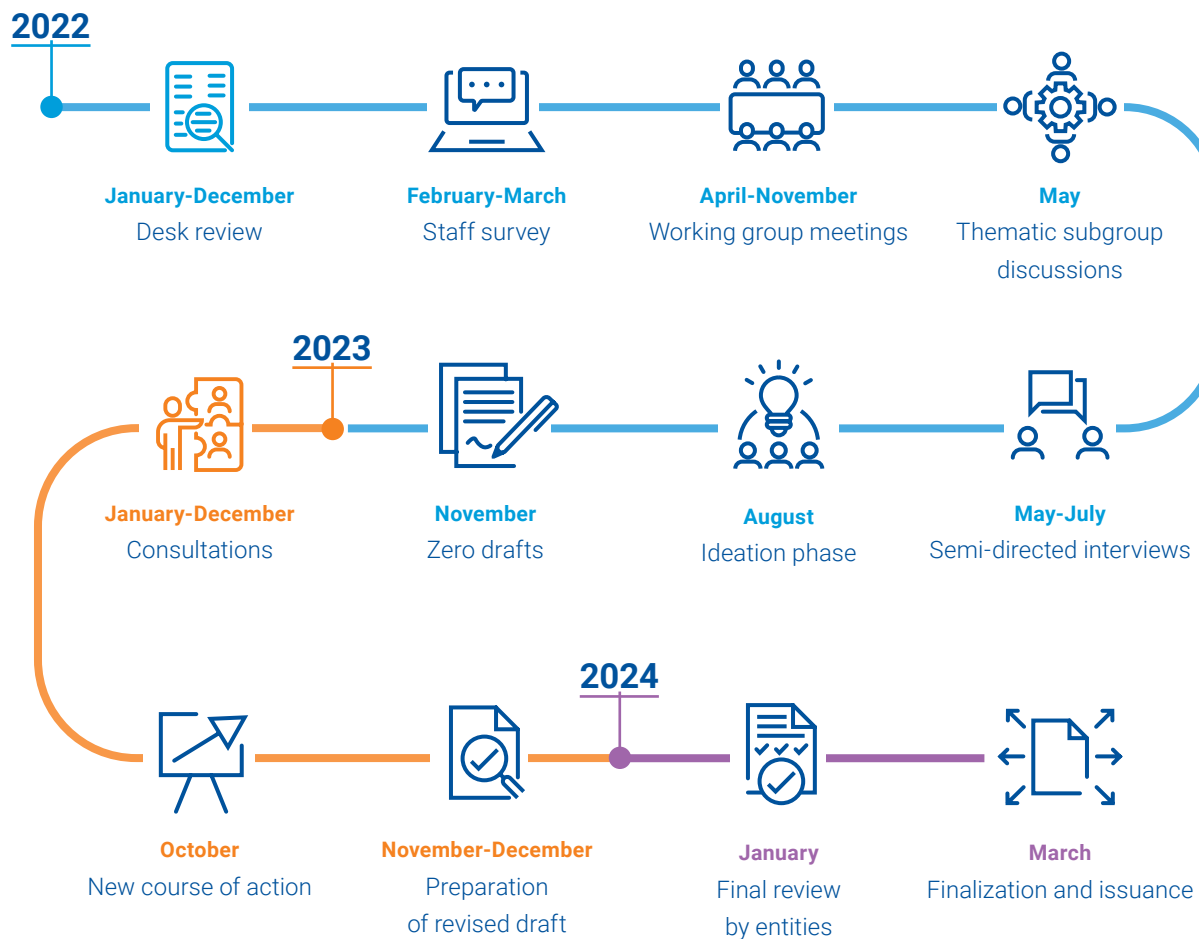 2022
January-December
Desk review
February-March
Staff survey
April-November
Working group meetings
May
Thematic subgroup
discussions
May-July
Semi-directed interviews
August
Ideation phase
November
Zero drafts
2023
January-December
Consultations
October
New course of action
November-December
Preparation
of revised draft
2024
January
Final review
by entities
March
Finalization and issuance